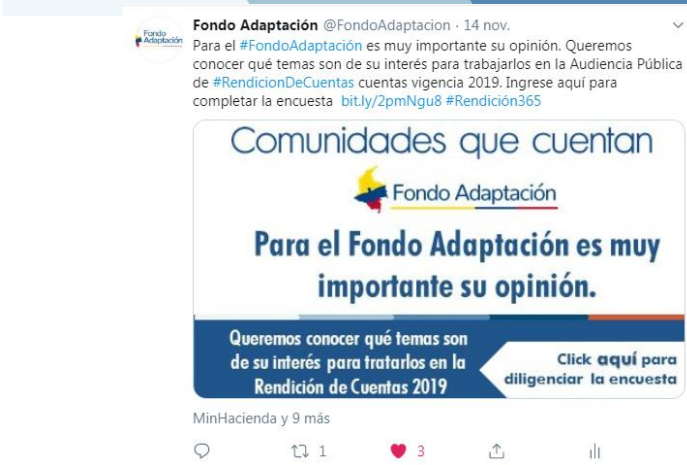 Fondo Adaptación @FondoAdaptacion · 14 nov.
Fondo
Adaptación
Para el #FondoAdaptación es muy importante su opinión. Queremos
conocer qué temas son de su interés para trabajarlos en la Audiencia Pública
de #RendicionDeCuentas cuentas vigencia 2019. Ingrese aquí para
completar la encuesta bit.ly/2pmNgu8 #Rendición365
Comunidades que cuentan
Fondo Adaptación
Para el Fondo Adaptación es muy
importante su opinión.
Queremos conocer qué temas son
de su interés para tratarlos en la
Rendición de Cuentas 2019
Click aquí para
diligenciar la encuesta
MinHacienda y 9 más
1
3